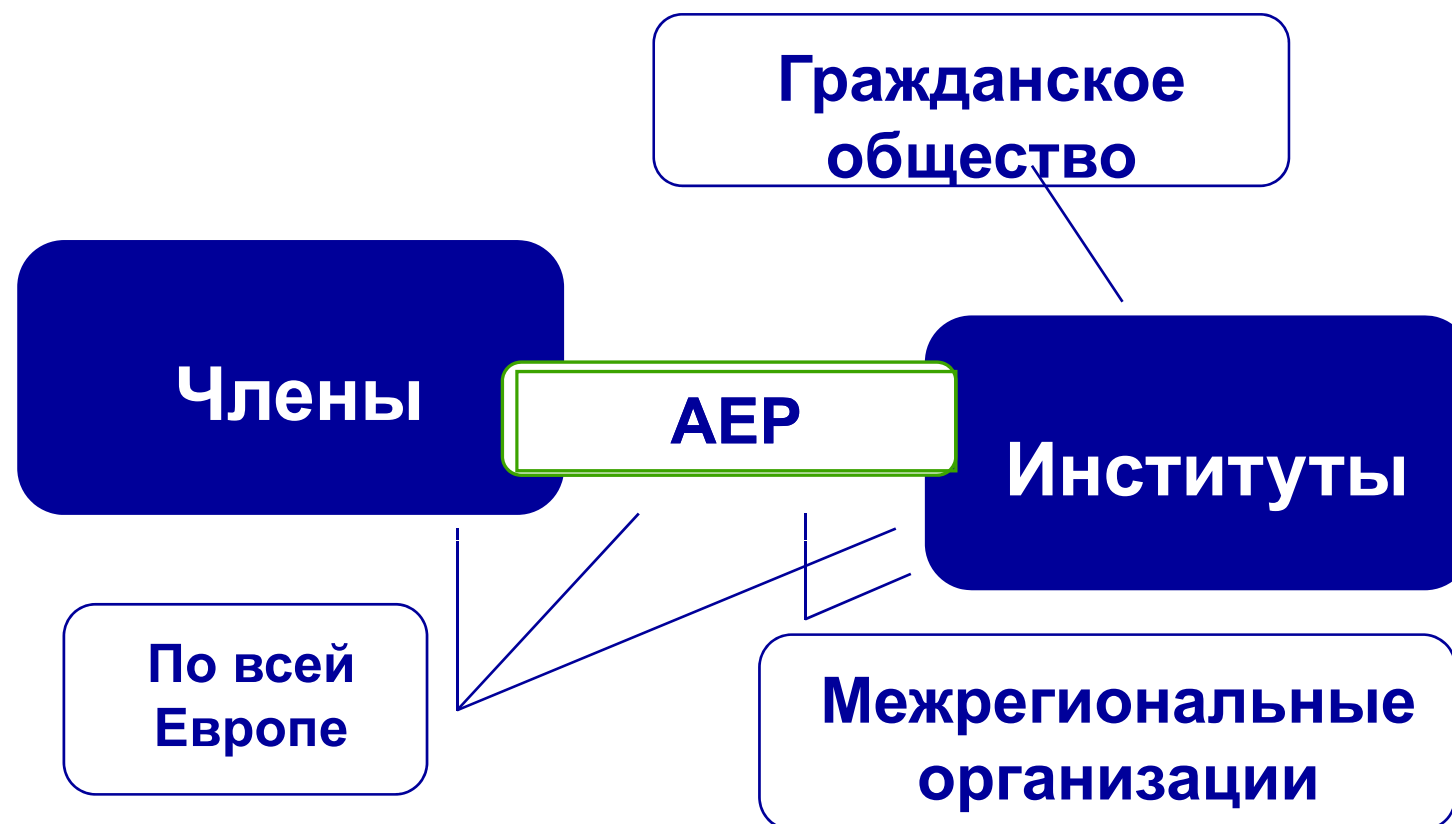 Гражданское
общество
Члены
АЕР
Институты
По всей
Европе
Межрегиональные
организации